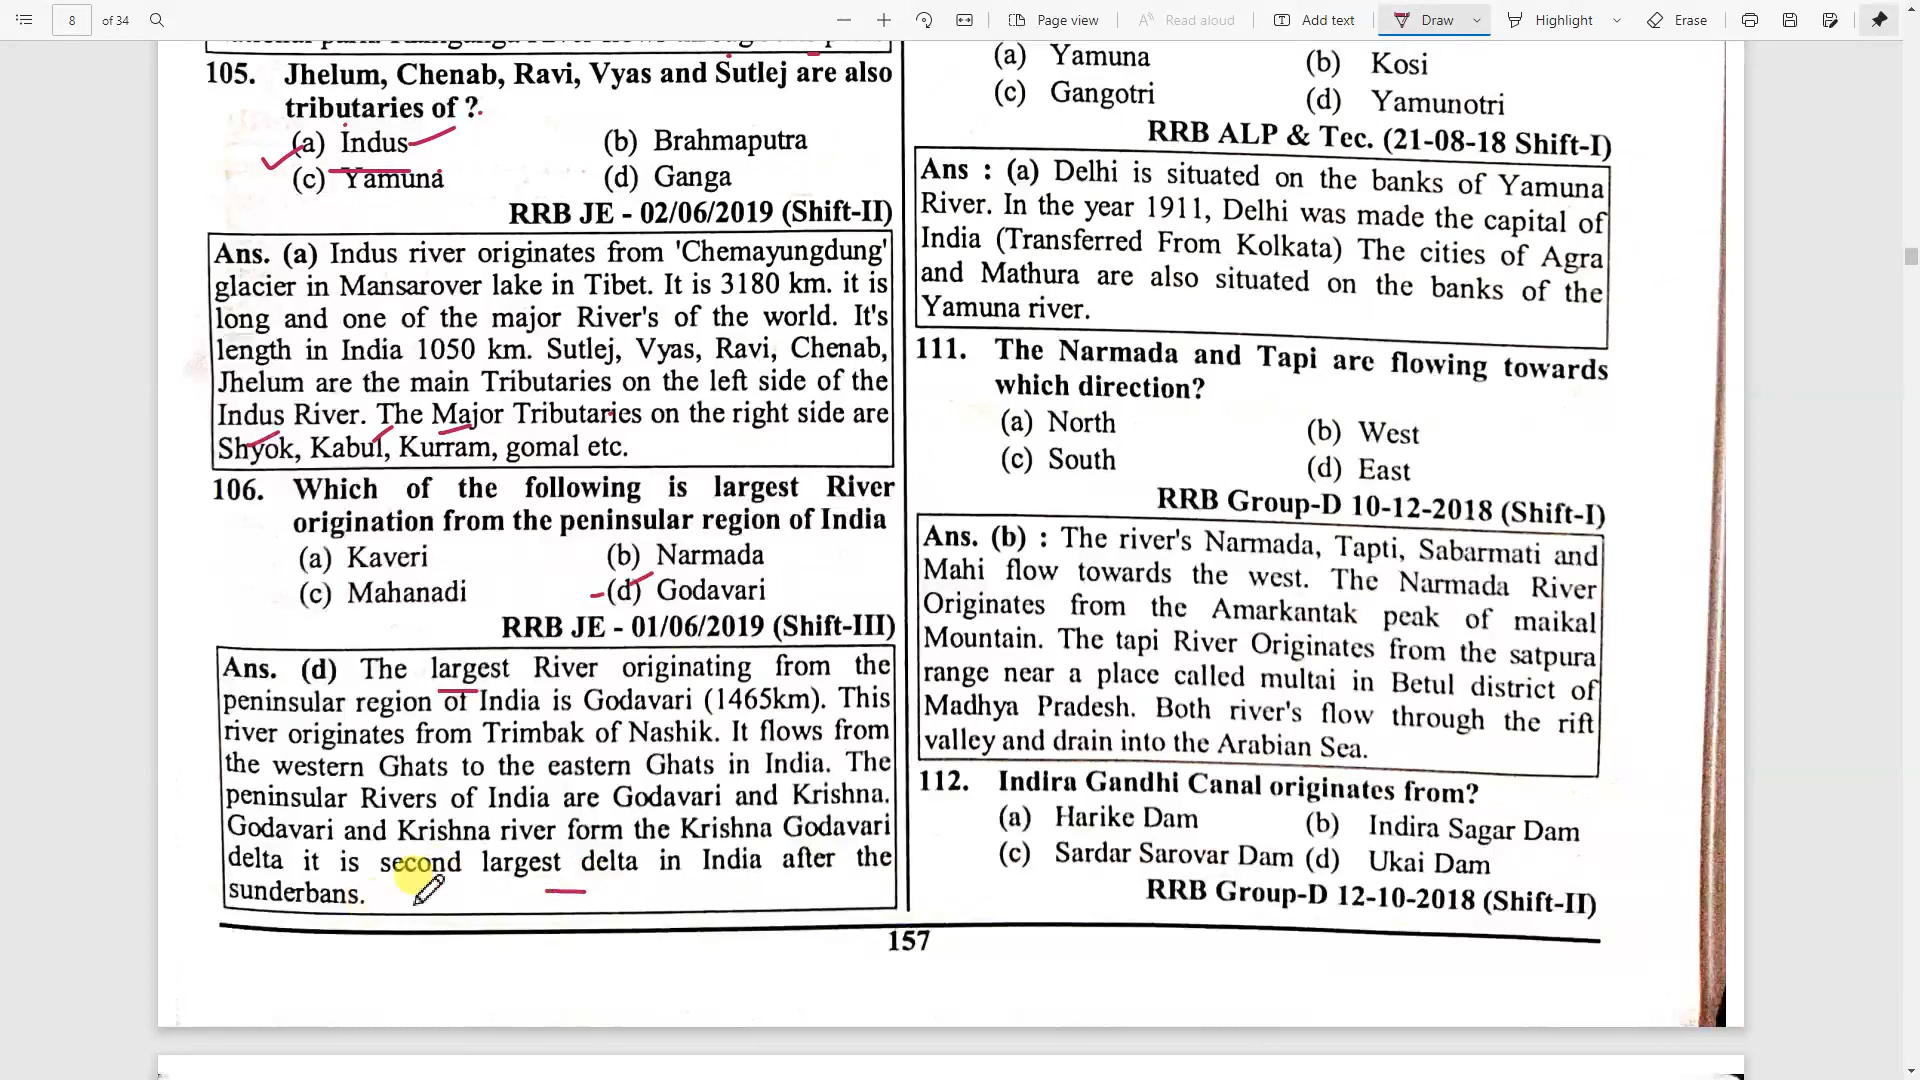 8
of 34
Page view
Read aloud
Add text
Draw
Highlight
Erase
105. Jhelum, Chenab, Ravi, Vyas and Sutlej are also
tributaries of ?
(a) Indus
(b) Brahmaputra
(c) Yamuna
(d) Ganga
RRB JE - 02/06/2019 (Shift-II)
Ans. (a) Indus river originates from 'Chemayungdung'
glacier in Mansarover lake in Tibet. It is 3180 km. it is
long and one of the major River's of the world. It's
length in India 1050 km. Sutlej, Vyas, Ravi, Chenab,
Jhelum are the main Tributaries on the left side of the
Indus River. The Major Tributaries on the right side are
Shyok, Kabul, Kurram, gomal etc.
106. Which of the following is largest River
origination from the peninsular region of India
(a) Kaveri
(b) Narmada
(c) Mahanadi
(d) Godavari
RRB JE - 01/06/2019 (Shift-III)
Ans. (d) The largest River originating from the
peninsular region of India is Godavari (1465km). This
river originates from Trimbak of Nashik. It flows from
the western Ghats to the eastern Ghats in India. The
peninsular Rivers of India are Godavari and Krishna.
Godavari and Krishna river form the Krishna Godavari
delta it is second largest delta in India after the
sunderbans.
(a) Yamuna
(b) Kosi
(c) Gangotri
(d) Yamunotri
RRB ALP & Tec. (21-08-18 Shift-I)
Ans : (a) Delhi is situated on the banks of Yamuna
River. In the year 1911, Delhi was made the capital of
India (Transferred From Kolkata) The cities of Agra
and Mathura are also situated on the banks of the
Yamuna river.
111. The Narmada and Tapi are flowing towards
which direction?
(a) North
(b) West
(c) South
(d) East
RRB Group-D 10-12-2018 (Shift-I)
Ans. (b) : The river's Narmada, Tapti, Sabarmati and
Mahi flow towards the west. The Narmada River
Originates from the Amarkantak peak of maikal
Mountain. The tapi River Originates from the satpura
range near a place called multai in Betul district of
Madhya Pradesh. Both river's flow through the rift
valley and drain into the Arabian Sea.
112. Indira Gandhi Canal originates from?
(a) Harike Dam
(b) Indira Sagar Dam
(c) Sardar Sarovar Dam
(d) Ukai Dam
RRB Group-D 12-10-2018 (Shift-II)
157